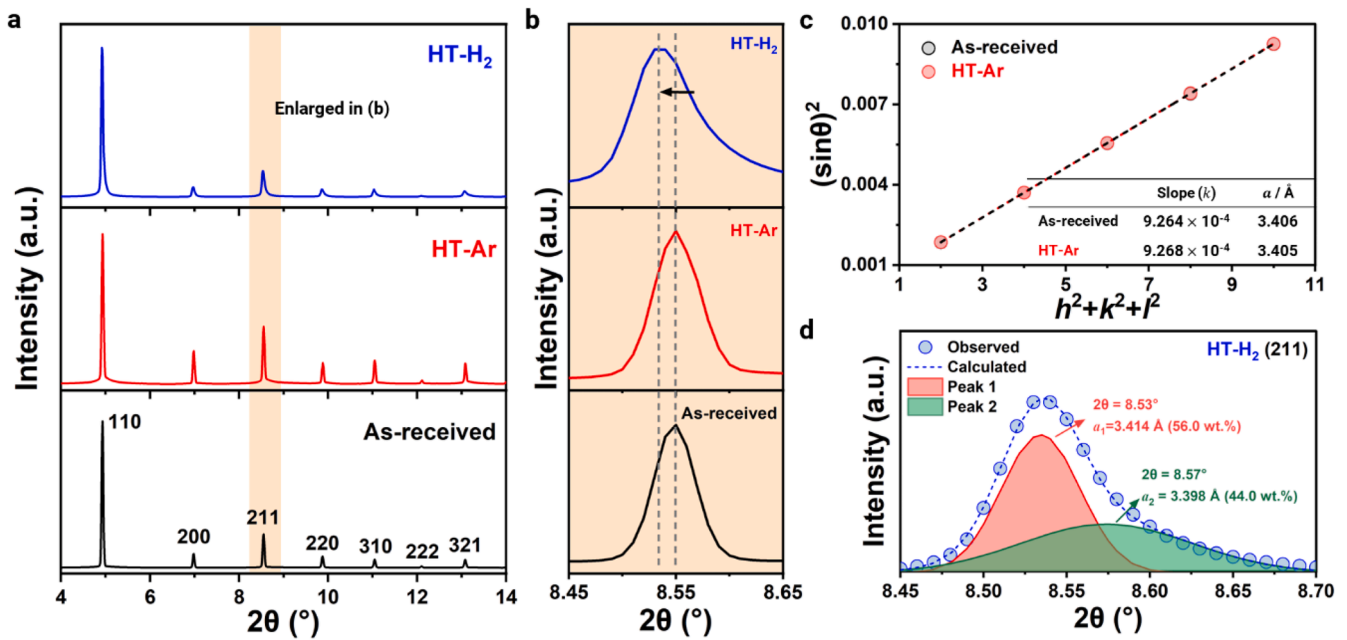 a
HT-H2
Enlarged in (b)
HT-Ar
As-received
110
200
211
220
310
222
321
Intensity (a.u.)
4
6
8
10
12
14
2θ (°)
b
HT-H2
HT-Ar
As-received
Intensity (a.u.)
8.45
8.55
8.65
2θ (°)
c
As-received
HT-Ar
0.010
0.007
0.004
0.001
(sinθ)²
Slope (k) a / Å
As-received 9.264 × 10⁻⁴ 3.406
HT-Ar 9.268 × 10⁻⁴ 3.405
1
3
5
7
9
11
h²+k²+l²
d
Observed
Calculated
Peak 1
Peak 2
HT-H2 (211)
2θ = 8.53°
a1=3.414 Å (56.0 wt.%)
2θ = 8.57°
a2 = 3.398 Å (44.0 wt.%)
Intensity (a.u.)
8.45
8.50
8.55
8.60
8.65
8.70
2θ (°)